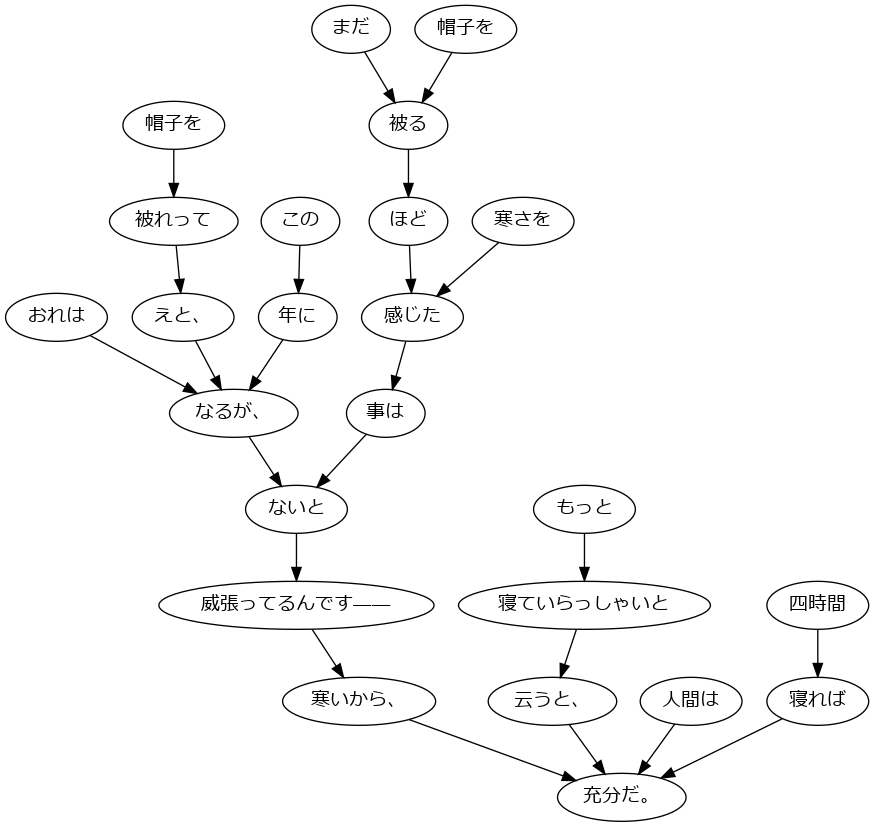 まだ
帽子を
帽子を
被る
被れって
この
ほど
寒さを
おれは
えと、
年に
感じた
なるが、
事は
ないと
もっと
威張ってるんです——
寝ていらっしゃいと
四時間
寒いから、
云うと、
人間は
寝れば
充分だ。